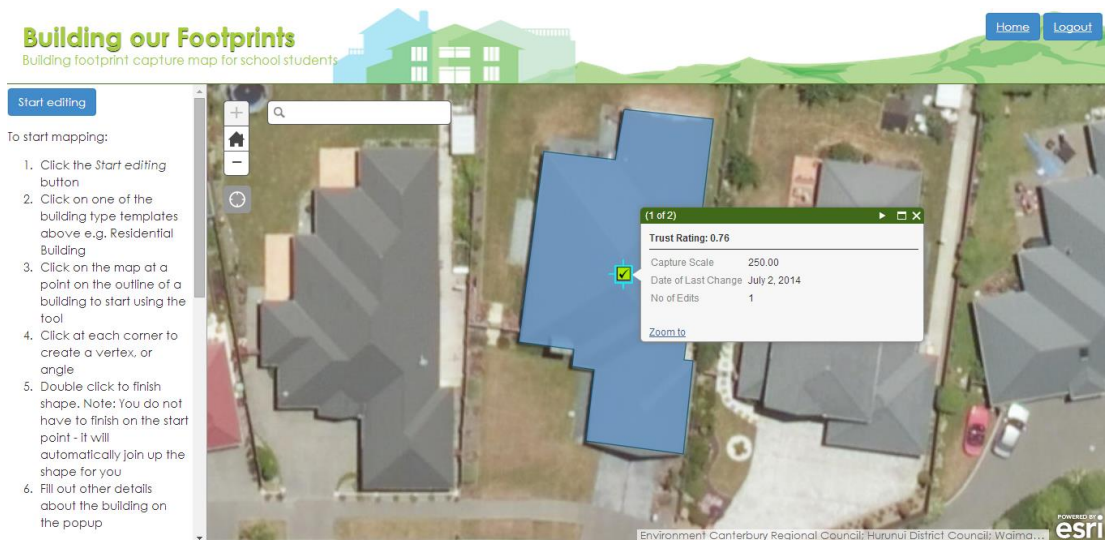 Building our Footprints
Building footprint capture map for school students
Home
Logout
Start editing
To start mapping:
1. Click the Start editing
button
2. Click on one of the
building type templates
above e.g. Residential
Building
3. Click on the map at a
point on the outline of a
building to start using the
tool
4. Click at each corner to
create a vertex, or
angle
5. Double click to finish
shape. Note: You do not
have to finish on the start
point - it will
automatically join up the
shape for you
6. Fill out other details
about the building on
the popup
(1 of 2)
Trust Rating: 0.76
Capture Scale 250.00
Date of Last Change July 2, 2014
No of Edits 1
Zoom to
Environment Canterbury Regional Council; Hurunui District Council; Waima...
POWERED BY
esri